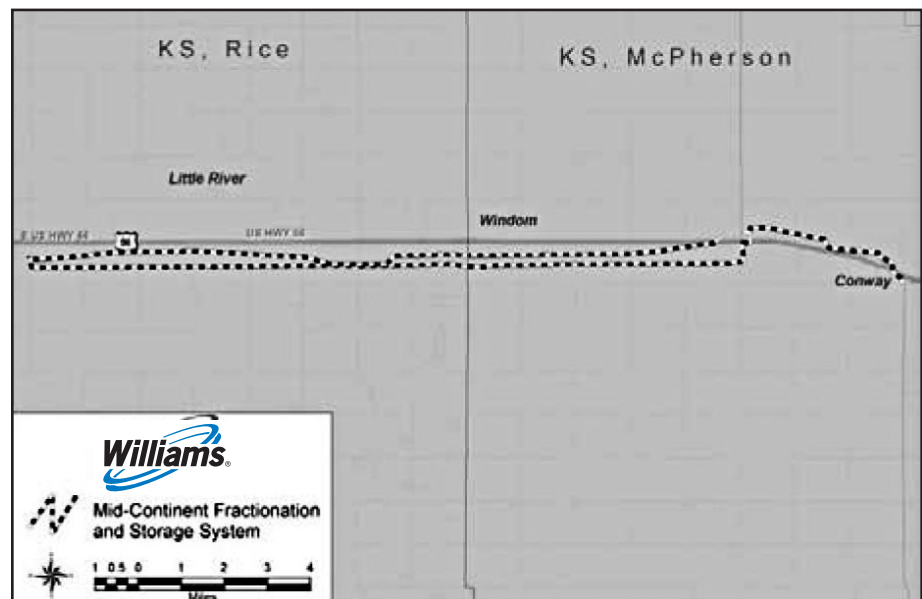 KS, Rice
KS, McPherson
Little River
Windom
US HWY 56
Conway
Williams®
Mid-Continent Fractionation
and Storage System
1 0.5 0 1 2 3 4